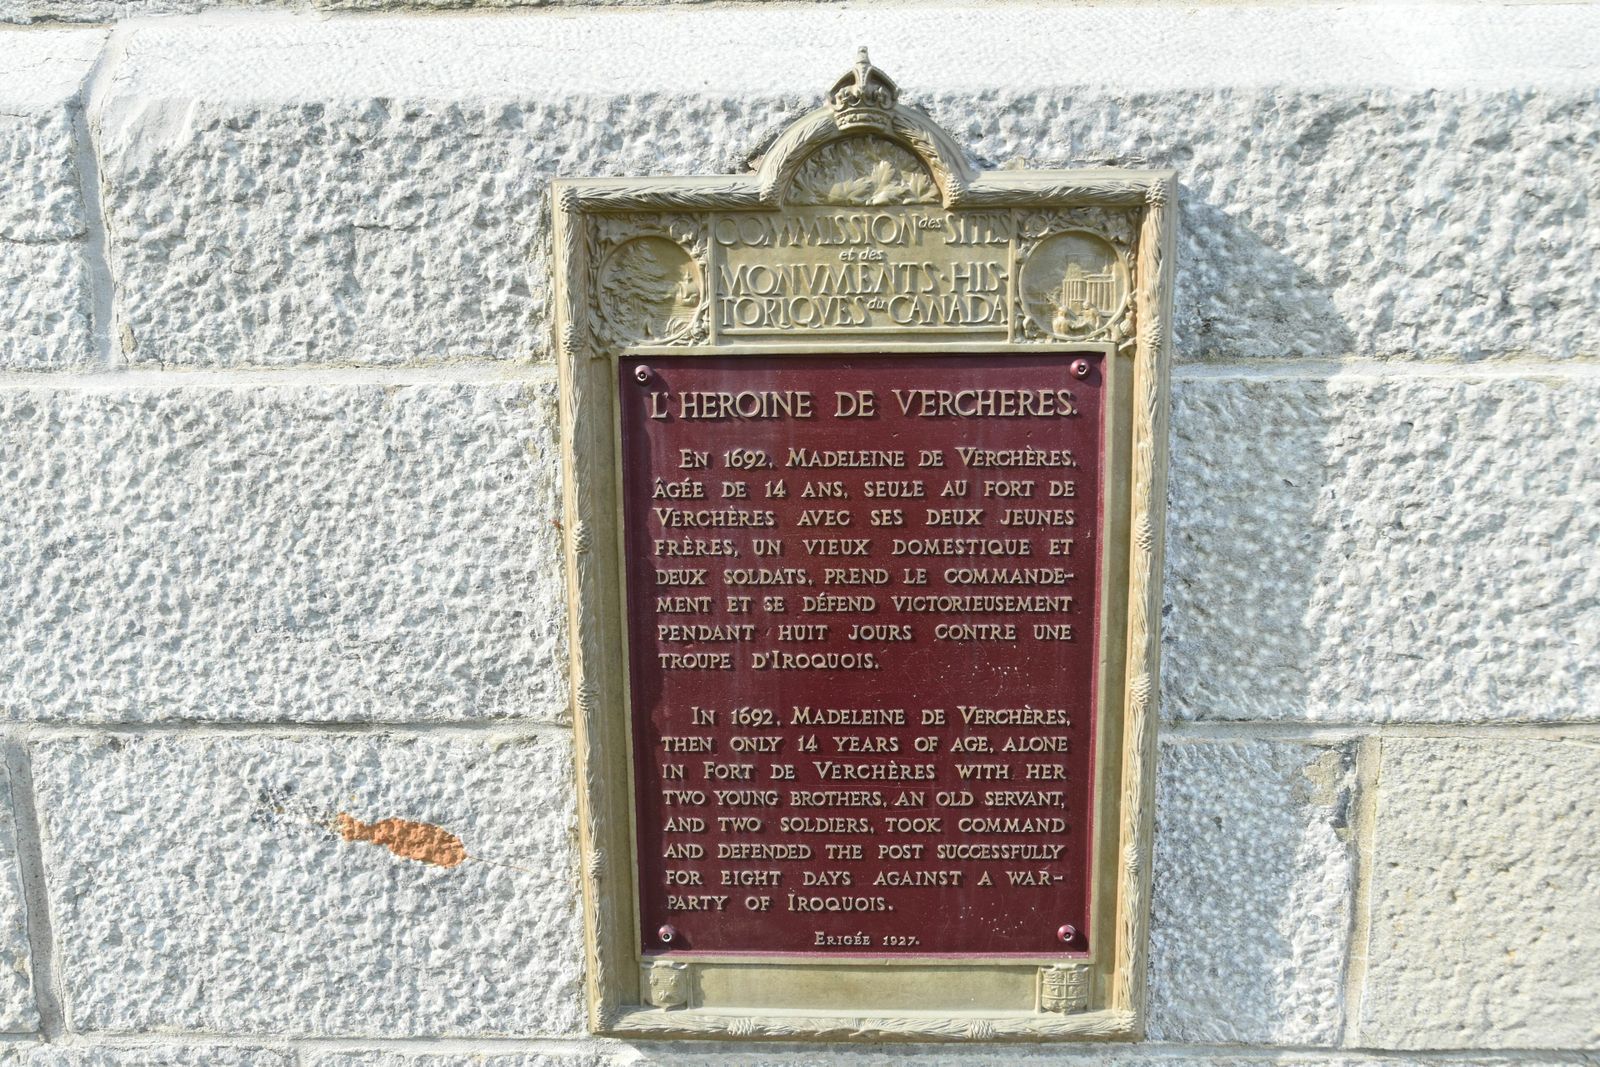 COMMISSION des SITES
et des
MONVMENTS·HIS-
TORIQVES du CANADA
L'HEROINE DE VERCHERES.
EN 1692, MADELEINE DE VERCHÈRES,
ÂGÉE DE 14 ANS, SEULE AU FORT DE
VERCHÈRES AVEC SES DEUX JEUNES
FRÈRES, UN VIEUX DOMESTIQUE ET
DEUX SOLDATS, PREND LE COMMANDE-
MENT ET SE DÉFEND VICTORIEUSEMENT
PENDANT HUIT JOURS CONTRE UNE
TROUPE D'IROQUOIS.
IN 1692, MADELEINE DE VERCHÈRES,
THEN ONLY 14 YEARS OF AGE, ALONE
IN FORT DE VERCHÈRES WITH HER
TWO YOUNG BROTHERS, AN OLD SERVANT,
AND TWO SOLDIERS, TOOK COMMAND
AND DEFENDED THE POST SUCCESSFULLY
FOR EIGHT DAYS AGAINST A WAR-
PARTY OF IROQUOIS.
ERIGÉE 1927.